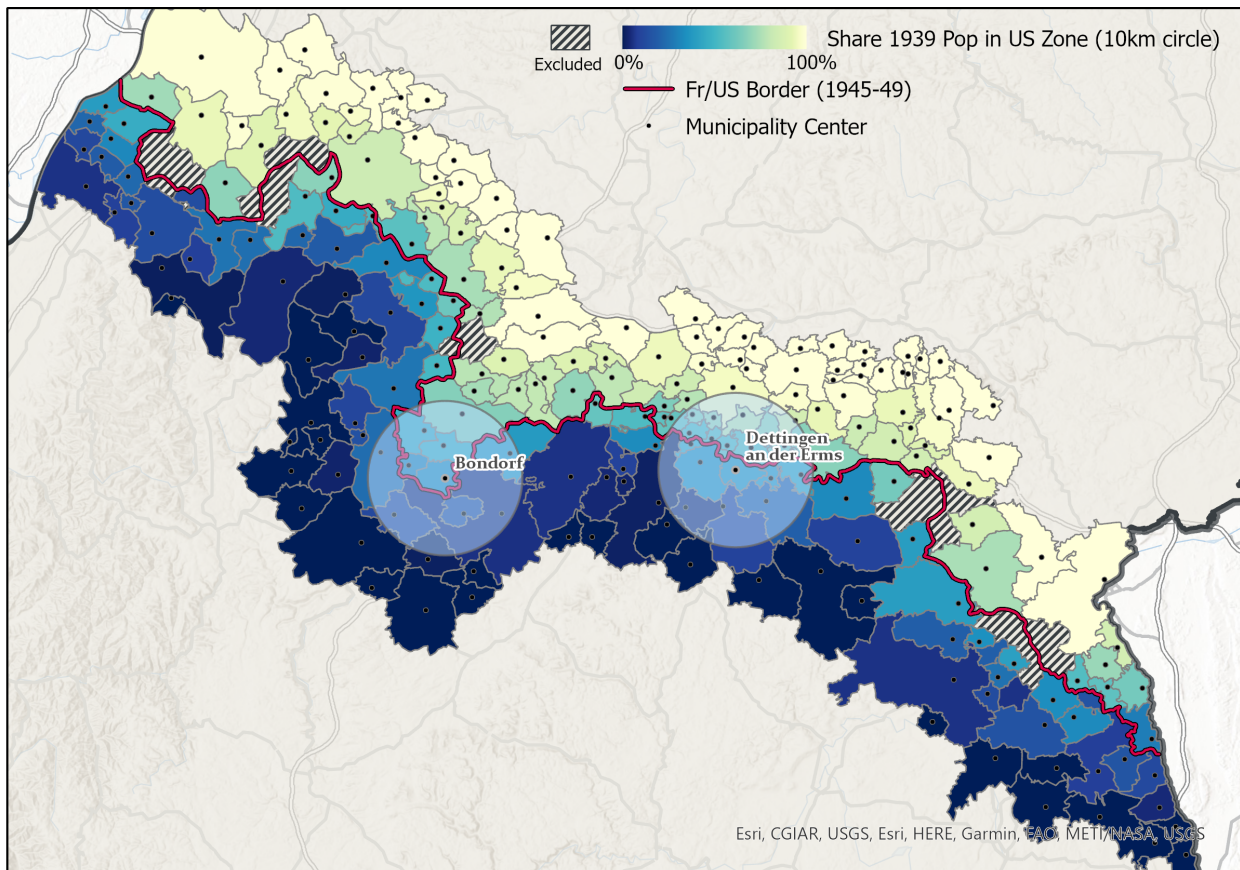 Share 1939 Pop in US Zone (10km circle)
Excluded
0%
100%
Fr/US Border (1945-49)
Municipality Center
Bondorf
Dettingen
an der Erms
Esri, CGIAR, USGS, Esri, HERE, Garmin, FAO, METI/NASA, USGS